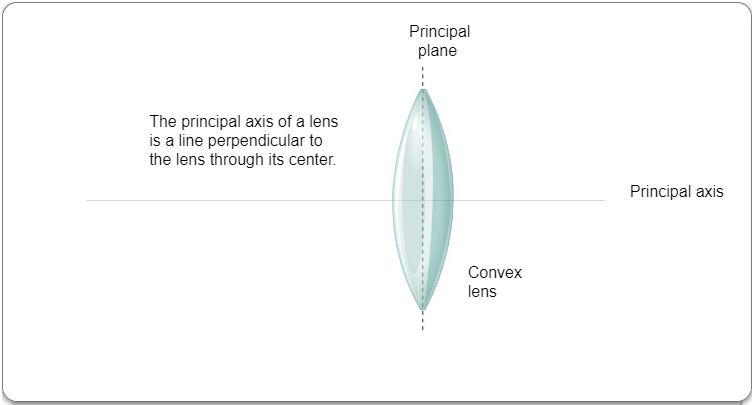 Principal
plane
The principal axis of a lens
is a line perpendicular to
the lens through its center.
Principal axis
Convex
lens